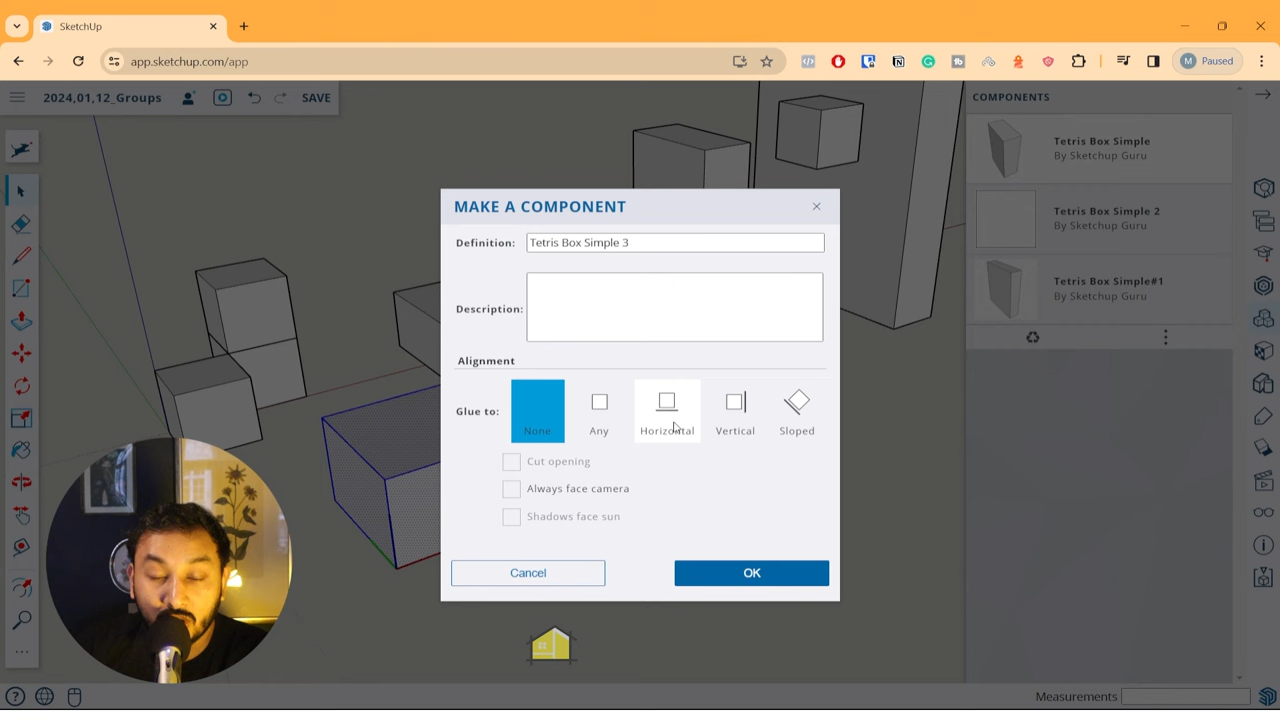 SketchUp
app.sketchup.com/app
M Paused
2024,01,12_Groups
SAVE
COMPONENTS
Tetris Box Simple
By Sketchup Guru
Tetris Box Simple 2
By Sketchup Guru
Tetris Box Simple#1
By Sketchup Guru
MAKE A COMPONENT
Definition: Tetris Box Simple 3
Description:
Alignment
Glue to:
None
Any
Horizontal
Vertical
Sloped
Cut opening
Always face camera
Shadows face sun
Cancel
OK
Measurements